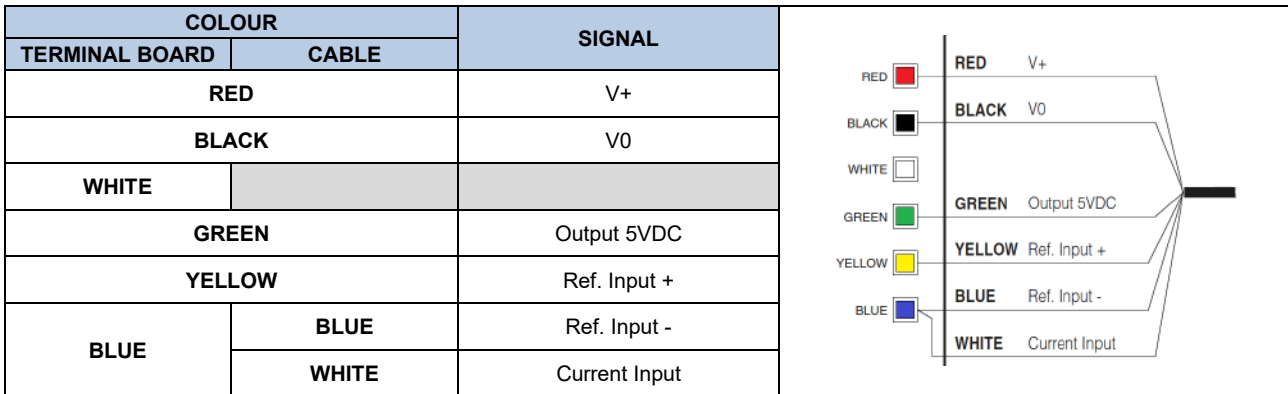 COLOUR
SIGNAL
TERMINAL BOARD CABLE
RED V+
BLACK V0
WHITE
GREEN Output 5VDC
YELLOW Ref. Input +
BLUE
BLUE Ref. Input -
WHITE Current Input
RED RED V+
BLACK BLACK V0
WHITE
GREEN GREEN Output 5VDC
YELLOW YELLOW Ref. Input +
BLUE BLUE Ref. Input -
WHITE Current Input